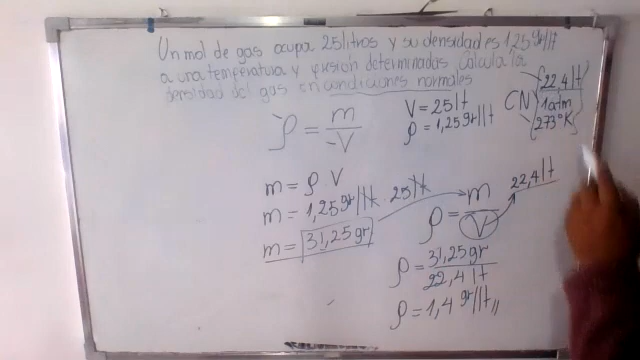 Un mol de gas ocupa 25 litros y su densidad es 1,25 gr/lt
a una temperatura y presión determinadas calcula la
densidad del gas en condiciones normales
CN
22,4 lt
1 atm
273°K
ρ = m / V
V = 25 lt
ρ = 1,25 gr/lt
m = ρ . V
m = 1,25 gr/lt . 25 lt
m = 31,25 gr
ρ = m / V
22,4 lt
ρ = 31,25 gr / 22,4 lt
ρ = 1,4 gr/lt,,